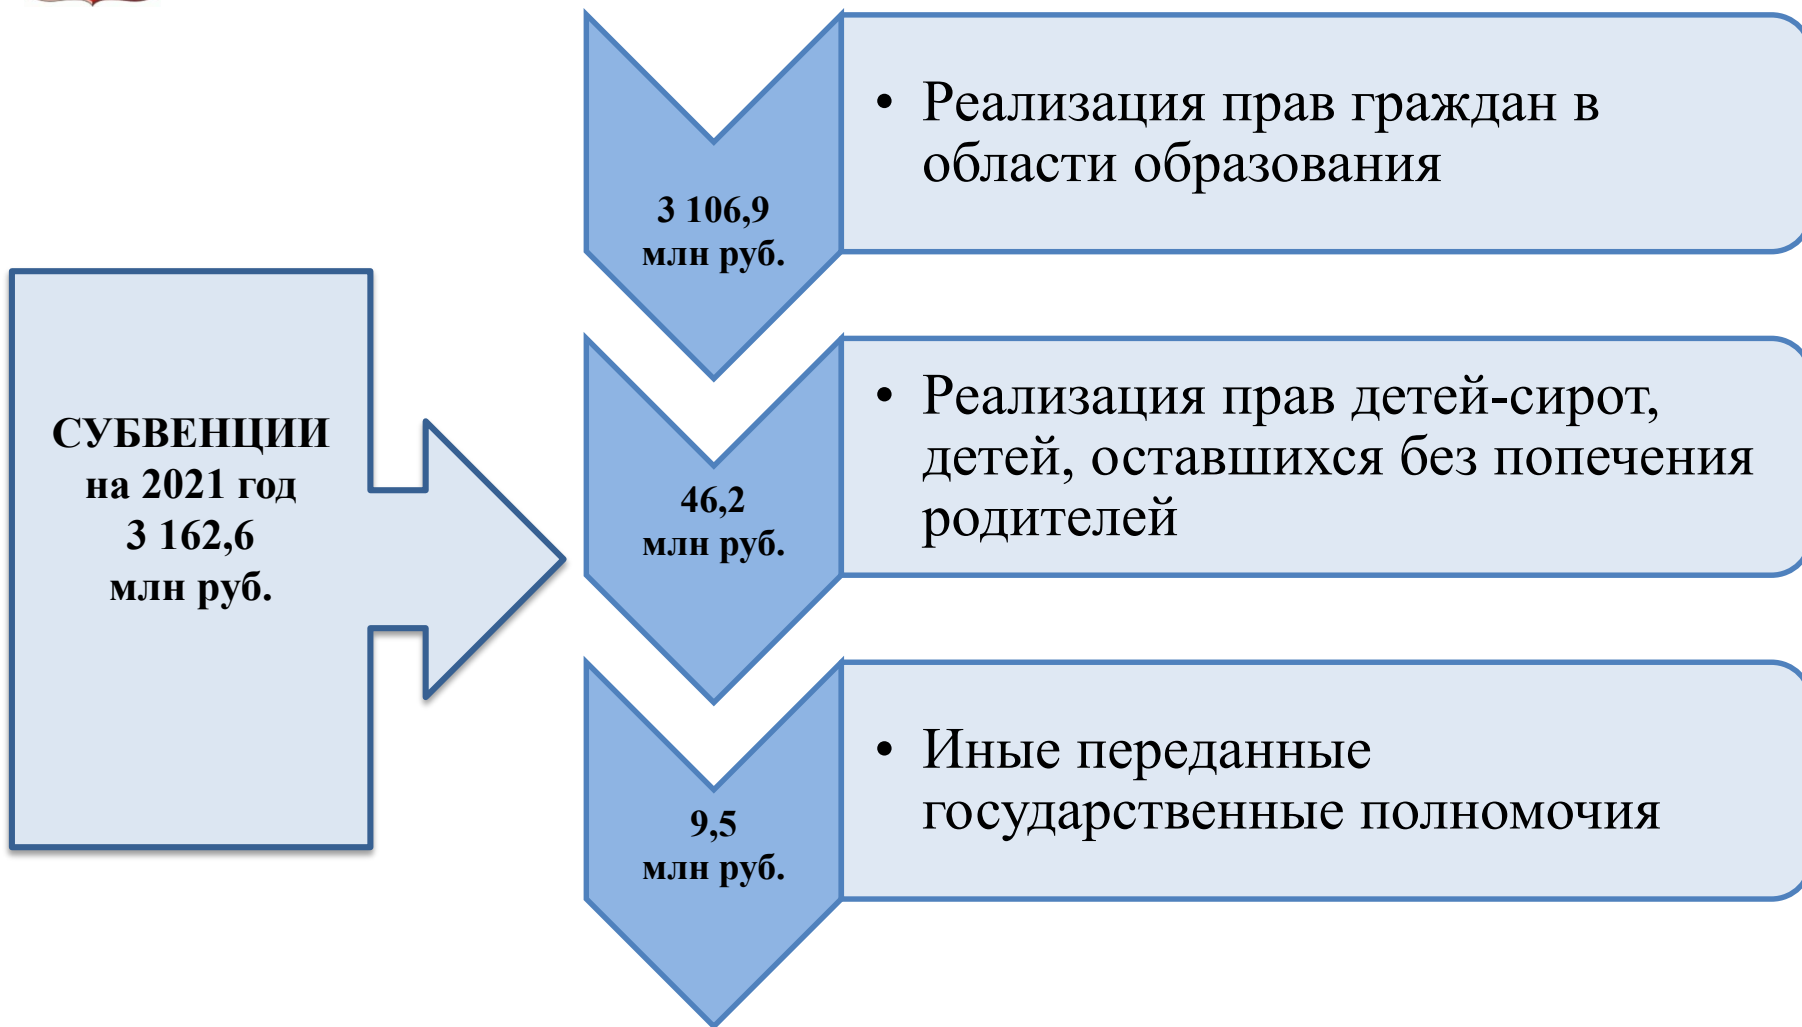 СУБВЕНЦИИ
на 2021 год
3 162,6
млн руб.
3 106,9
млн руб.
• Реализация прав граждан в
области образования
46,2
млн руб.
• Реализация прав детей-сирот,
детей, оставшихся без попечения
родителей
9,5
млн руб.
• Иные переданные
государственные полномочия